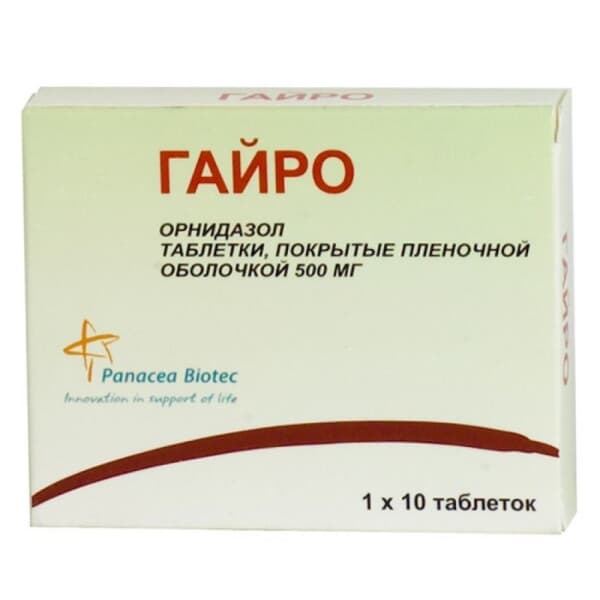 ГАЙРО
ГАЙРО
ОРНИДАЗОЛ
ТАБЛЕТКИ, ПОКРЫТЫЕ ПЛЕНОЧНОЙ
ОБОЛОЧКОЙ 500 МГ
Panacea Biotec
Innovation in support of life
1 x 10 таблеток
ГАЙРО